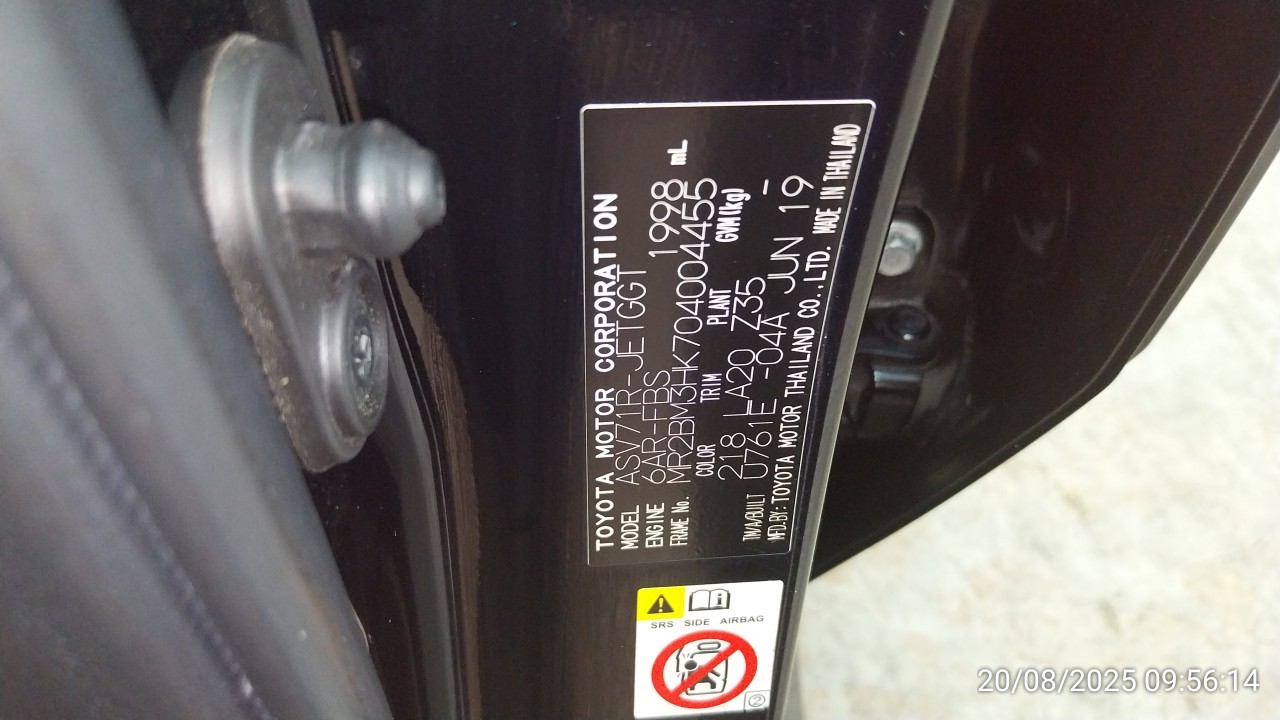 TOYOTA MOTOR CORPORATION
MODEL ASV71R-JETGGT
ENGINE 6AR-FBS 1998 mL
FRAME No. MR2BM3HK704004455
COLOR TRIM PLANT GVM(kg)
218 LA20 Z35 -
TM/A/BUILT U761E -04A JUN 19
MFD.BY:TOYOTA MOTOR THAILAND CO.,LTD. MADE IN THAILAND
SRS SIDE AIRBAG
2
20/08/2025 09:56:14